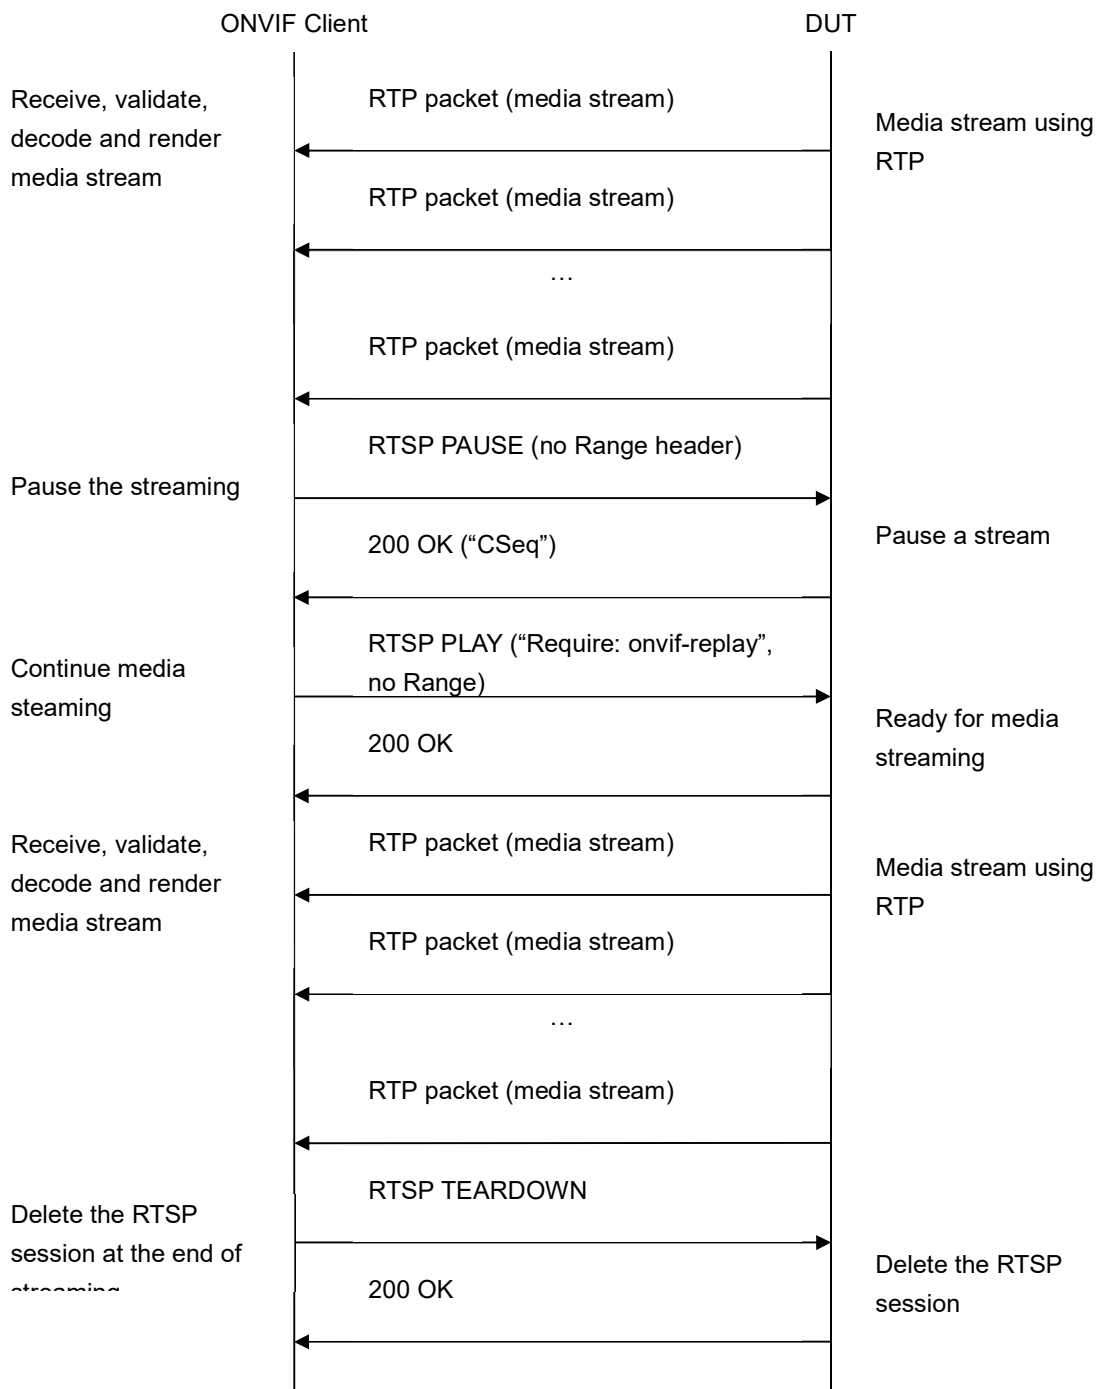 ONVIF Client
DUT
Receive, validate,
decode and render
media stream
RTP packet (media stream)
Media stream using
RTP
RTP packet (media stream)
…
RTP packet (media stream)
RTSP PAUSE (no Range header)
Pause the streaming
Pause a stream
200 OK (“CSeq”)
RTSP PLAY (“Require: onvif-replay”,
no Range)
Continue media
steaming
Ready for media
streaming
200 OK
Receive, validate,
decode and render
media stream
RTP packet (media stream)
Media stream using
RTP
RTP packet (media stream)
…
RTP packet (media stream)
RTSP TEARDOWN
Delete the RTSP
session at the end of
streaming
Delete the RTSP
session
200 OK